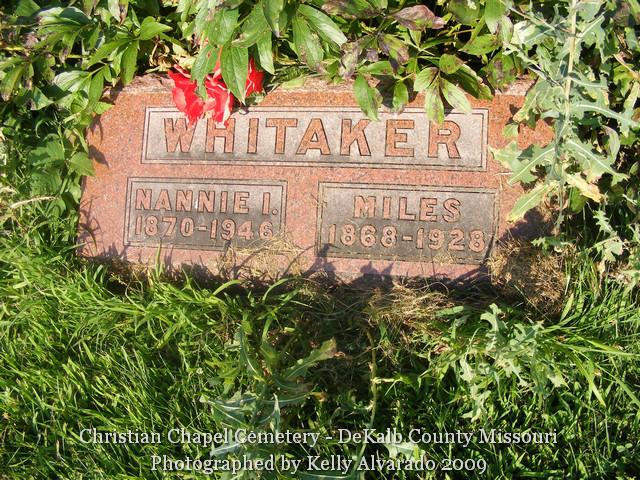 WHITAKER
NANNIE I. MILES
1870-1946 1868-1928
Christian Chapel Cemetery - DeKalb County Missouri
Photographed by Kelly Alvarado 2009